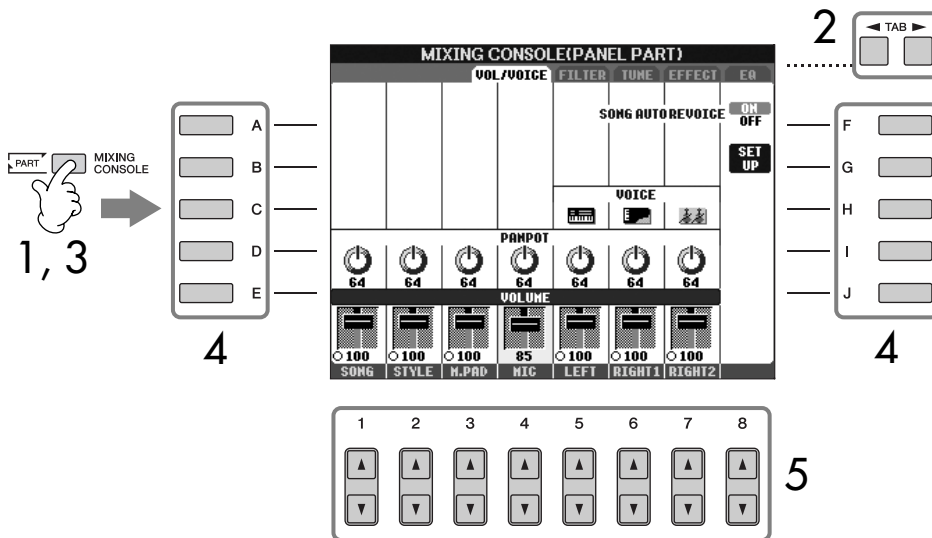 2
◄ TAB ►
MIXING CONSOLE(PANEL PART)
VOL/VOICE FILTER TUNE EFFECT EQ
SONG AUTO REVOICE ON
OFF
SET
UP
VOICE
PANPOT
64 64 64 64 64 64 64
VOLUME
100 100 100 85 100 100 100
SONG STYLE M.PAD MIC LEFT RIGHT1 RIGHT2
PART
MIXING
CONSOLE
1, 3
A
B
C
D
E
4
F
G
H
I
J
4
1 2 3 4 5 6 7 8
5